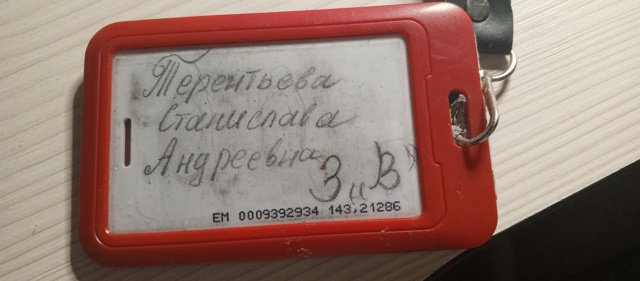 Терентьева
Станислава
Андреевна
3 „В"
EM 0009392934 143,21286